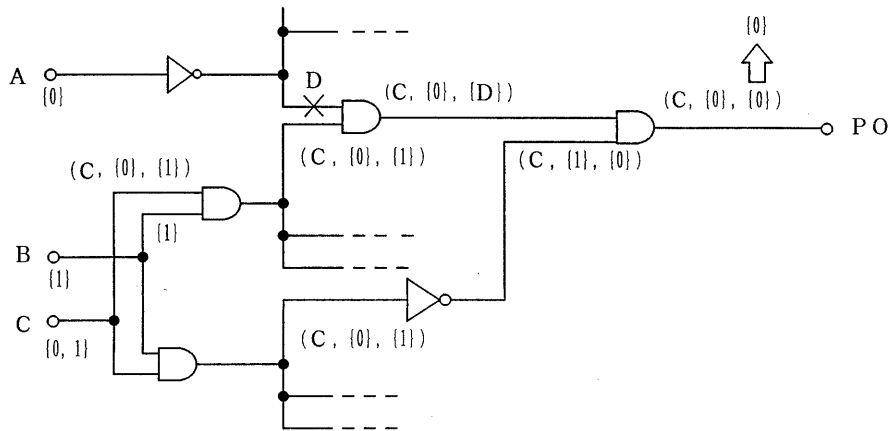 {0}
A
{0}
D
(C, {0}, {D})
(C, {0}, {0})
PO
(C, {0}, {1})
(C, {1}, {0})
(C, {0}, {1})
{1}
B
{1}
C
{0, 1}
(C, {0}, {1})